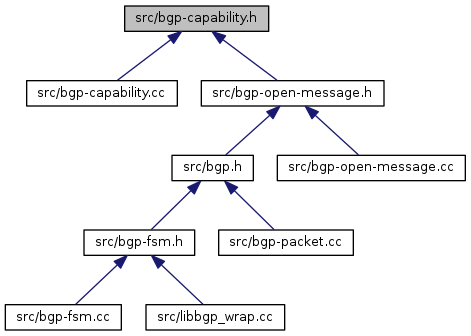 src/bgp-capability.h
src/bgp-capability.cc
src/bgp-open-message.h
src/bgp.h
src/bgp-open-message.cc
src/bgp-fsm.h
src/bgp-packet.cc
src/bgp-fsm.cc
src/libbgp_wrap.cc